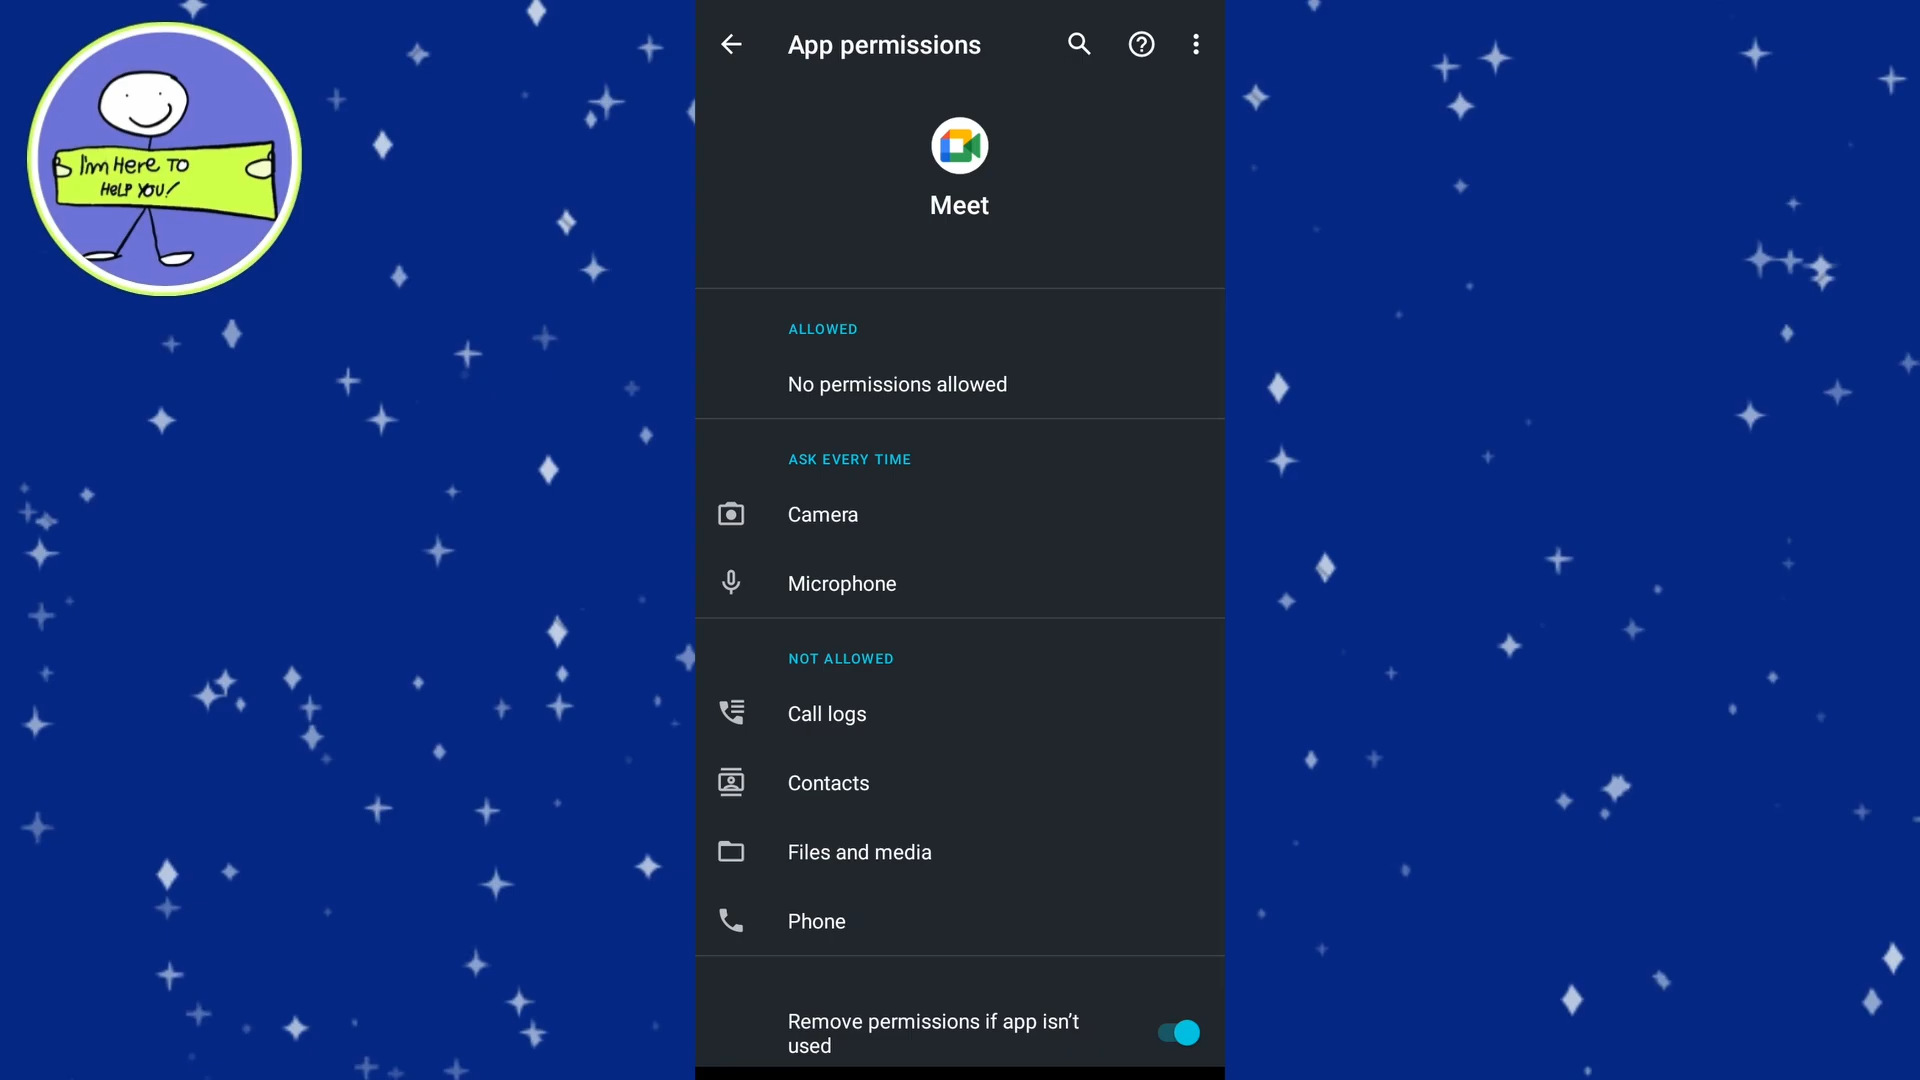 I'm Here To
HeLP YOU!
App permissions
Meet
ALLOWED
No permissions allowed
ASK EVERY TIME
Camera
Microphone
NOT ALLOWED
Call logs
Contacts
Files and media
Phone
Remove permissions if app isn’t
used